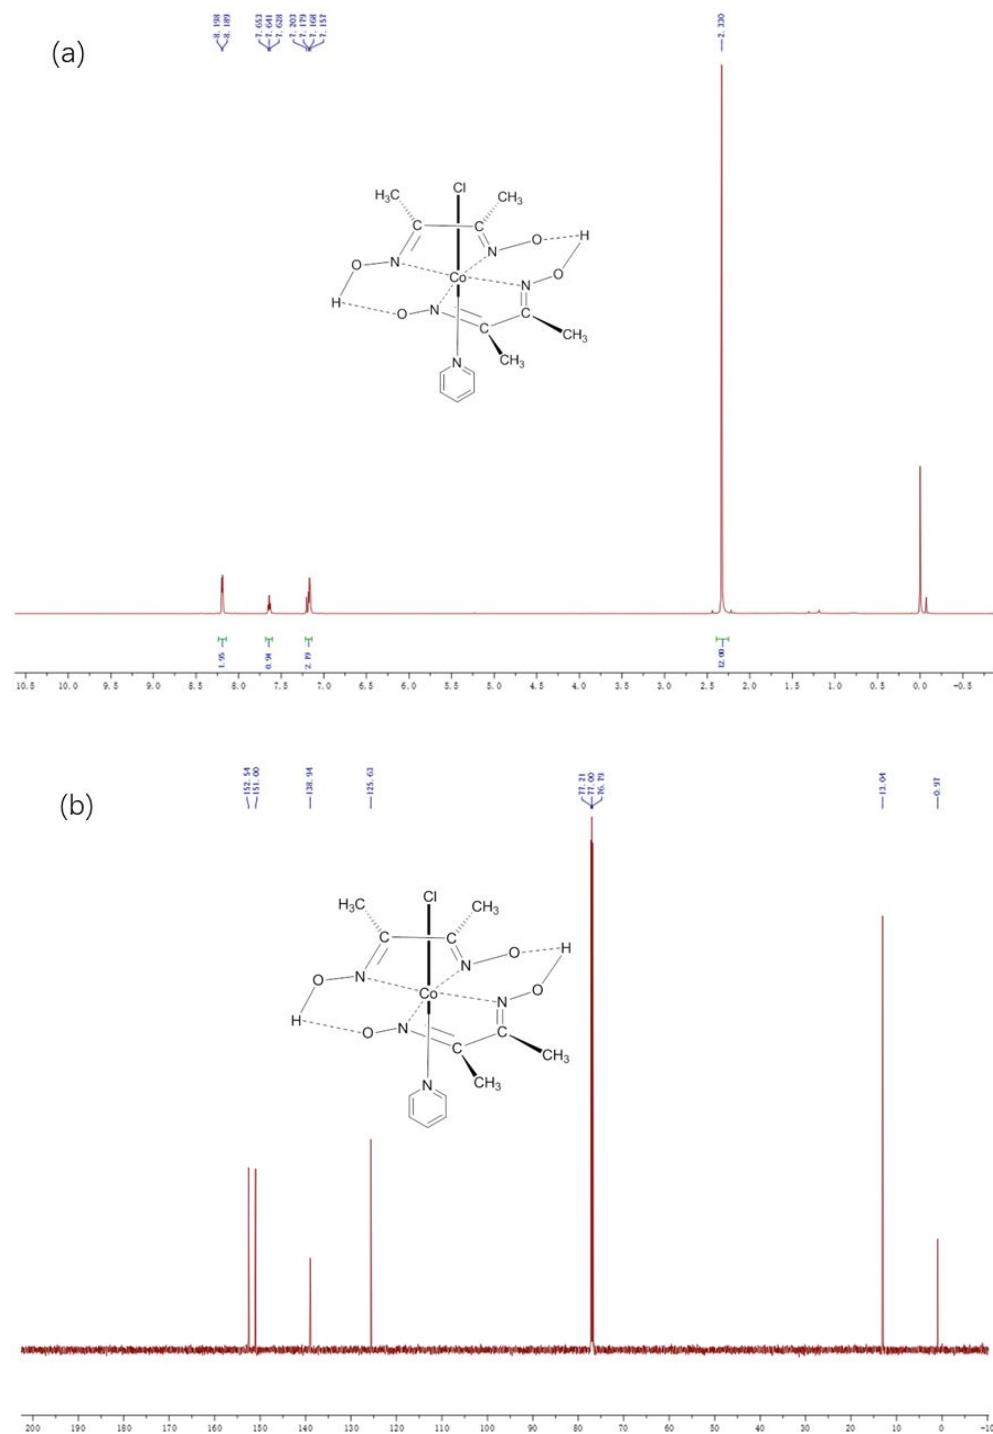 (a)
8.198
8.189
7.653
7.641
7.628
7.203
7.179
7.168
7.157
2.330
H₃C
Cl
CH₃
C
C
O
N
N
O
H
Co
H
O
N
N
O
C
C
CH₃
CH₃
N
1.95
0.94
2.19
12.00
10.5 10.0 9.5 9.0 8.5 8.0 7.5 7.0 6.5 6.0 5.5 5.0 4.5 4.0 3.5 3.0 2.5 2.0 1.5 1.0 0.5 0.0 -0.5
(b)
152.54
151.00
138.94
125.63
77.21
77.00
76.79
13.04
0.97
H₃C
Cl
CH₃
C
C
O
N
N
O
H
Co
H
O
N
N
O
C
C
CH₃
CH₃
N
200 190 180 170 160 150 140 130 120 110 100 90 80 70 60 50 40 30 20 10 0 -10